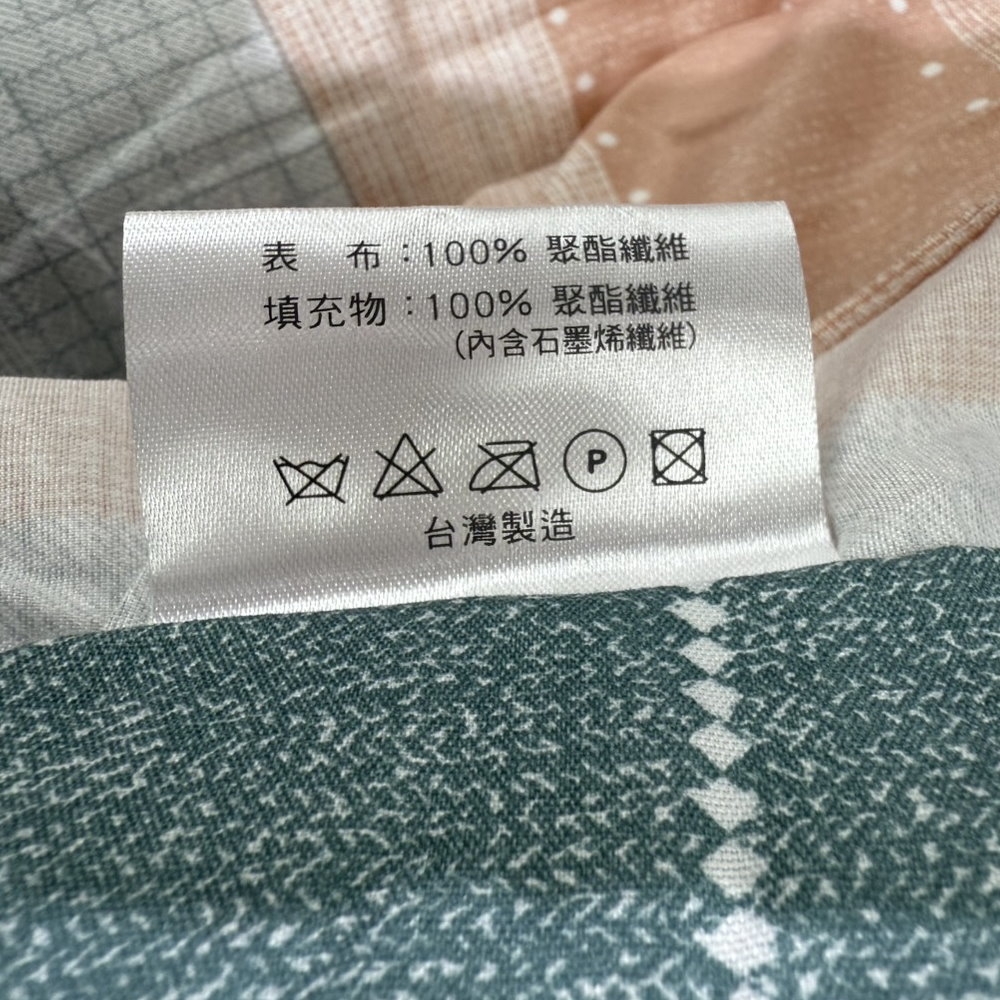 表　布：100% 聚酯纖維
填充物：100% 聚酯纖維
(內含石墨烯纖維)
P
台灣製造